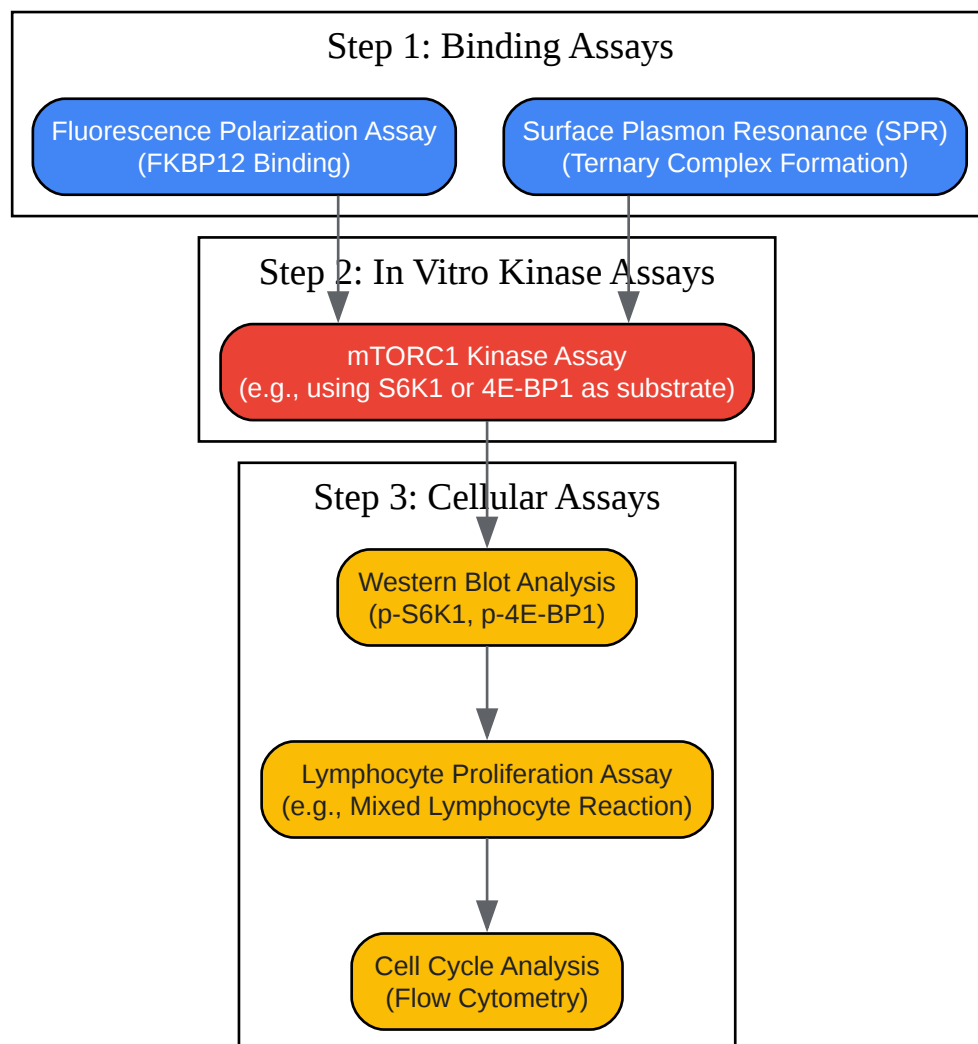 Step 1: Binding Assays
Fluorescence Polarization Assay
(FKBP12 Binding)
Surface Plasmon Resonance (SPR)
(Ternary Complex Formation)
Step 2: In Vitro Kinase Assays
mTORC1 Kinase Assay
(e.g., using S6K1 or 4E-BP1 as substrate)
Step 3: Cellular Assays
Western Blot Analysis
(p-S6K1, p-4E-BP1)
Lymphocyte Proliferation Assay
(e.g., Mixed Lymphocyte Reaction)
Cell Cycle Analysis
(Flow Cytometry)